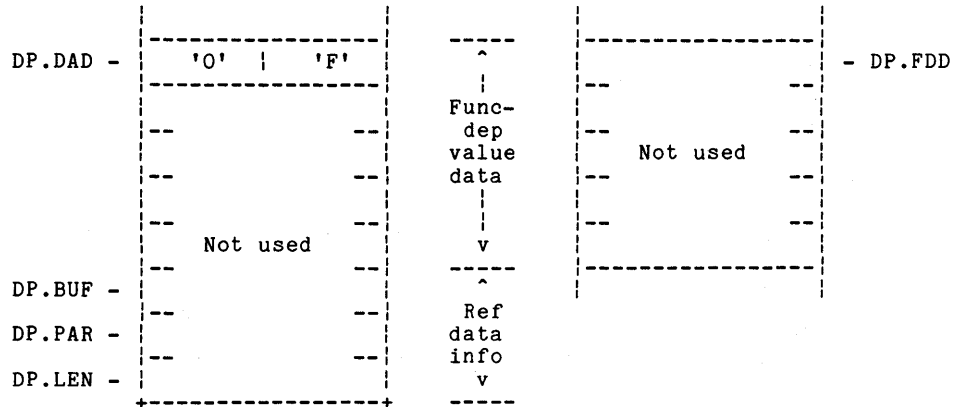 DP.DAD - 'O' | 'F' - DP.FDD
Func-
dep
value
data
Not used
Not used
v
DP.BUF -
Ref
DP.PAR - data
info
DP.LEN - v